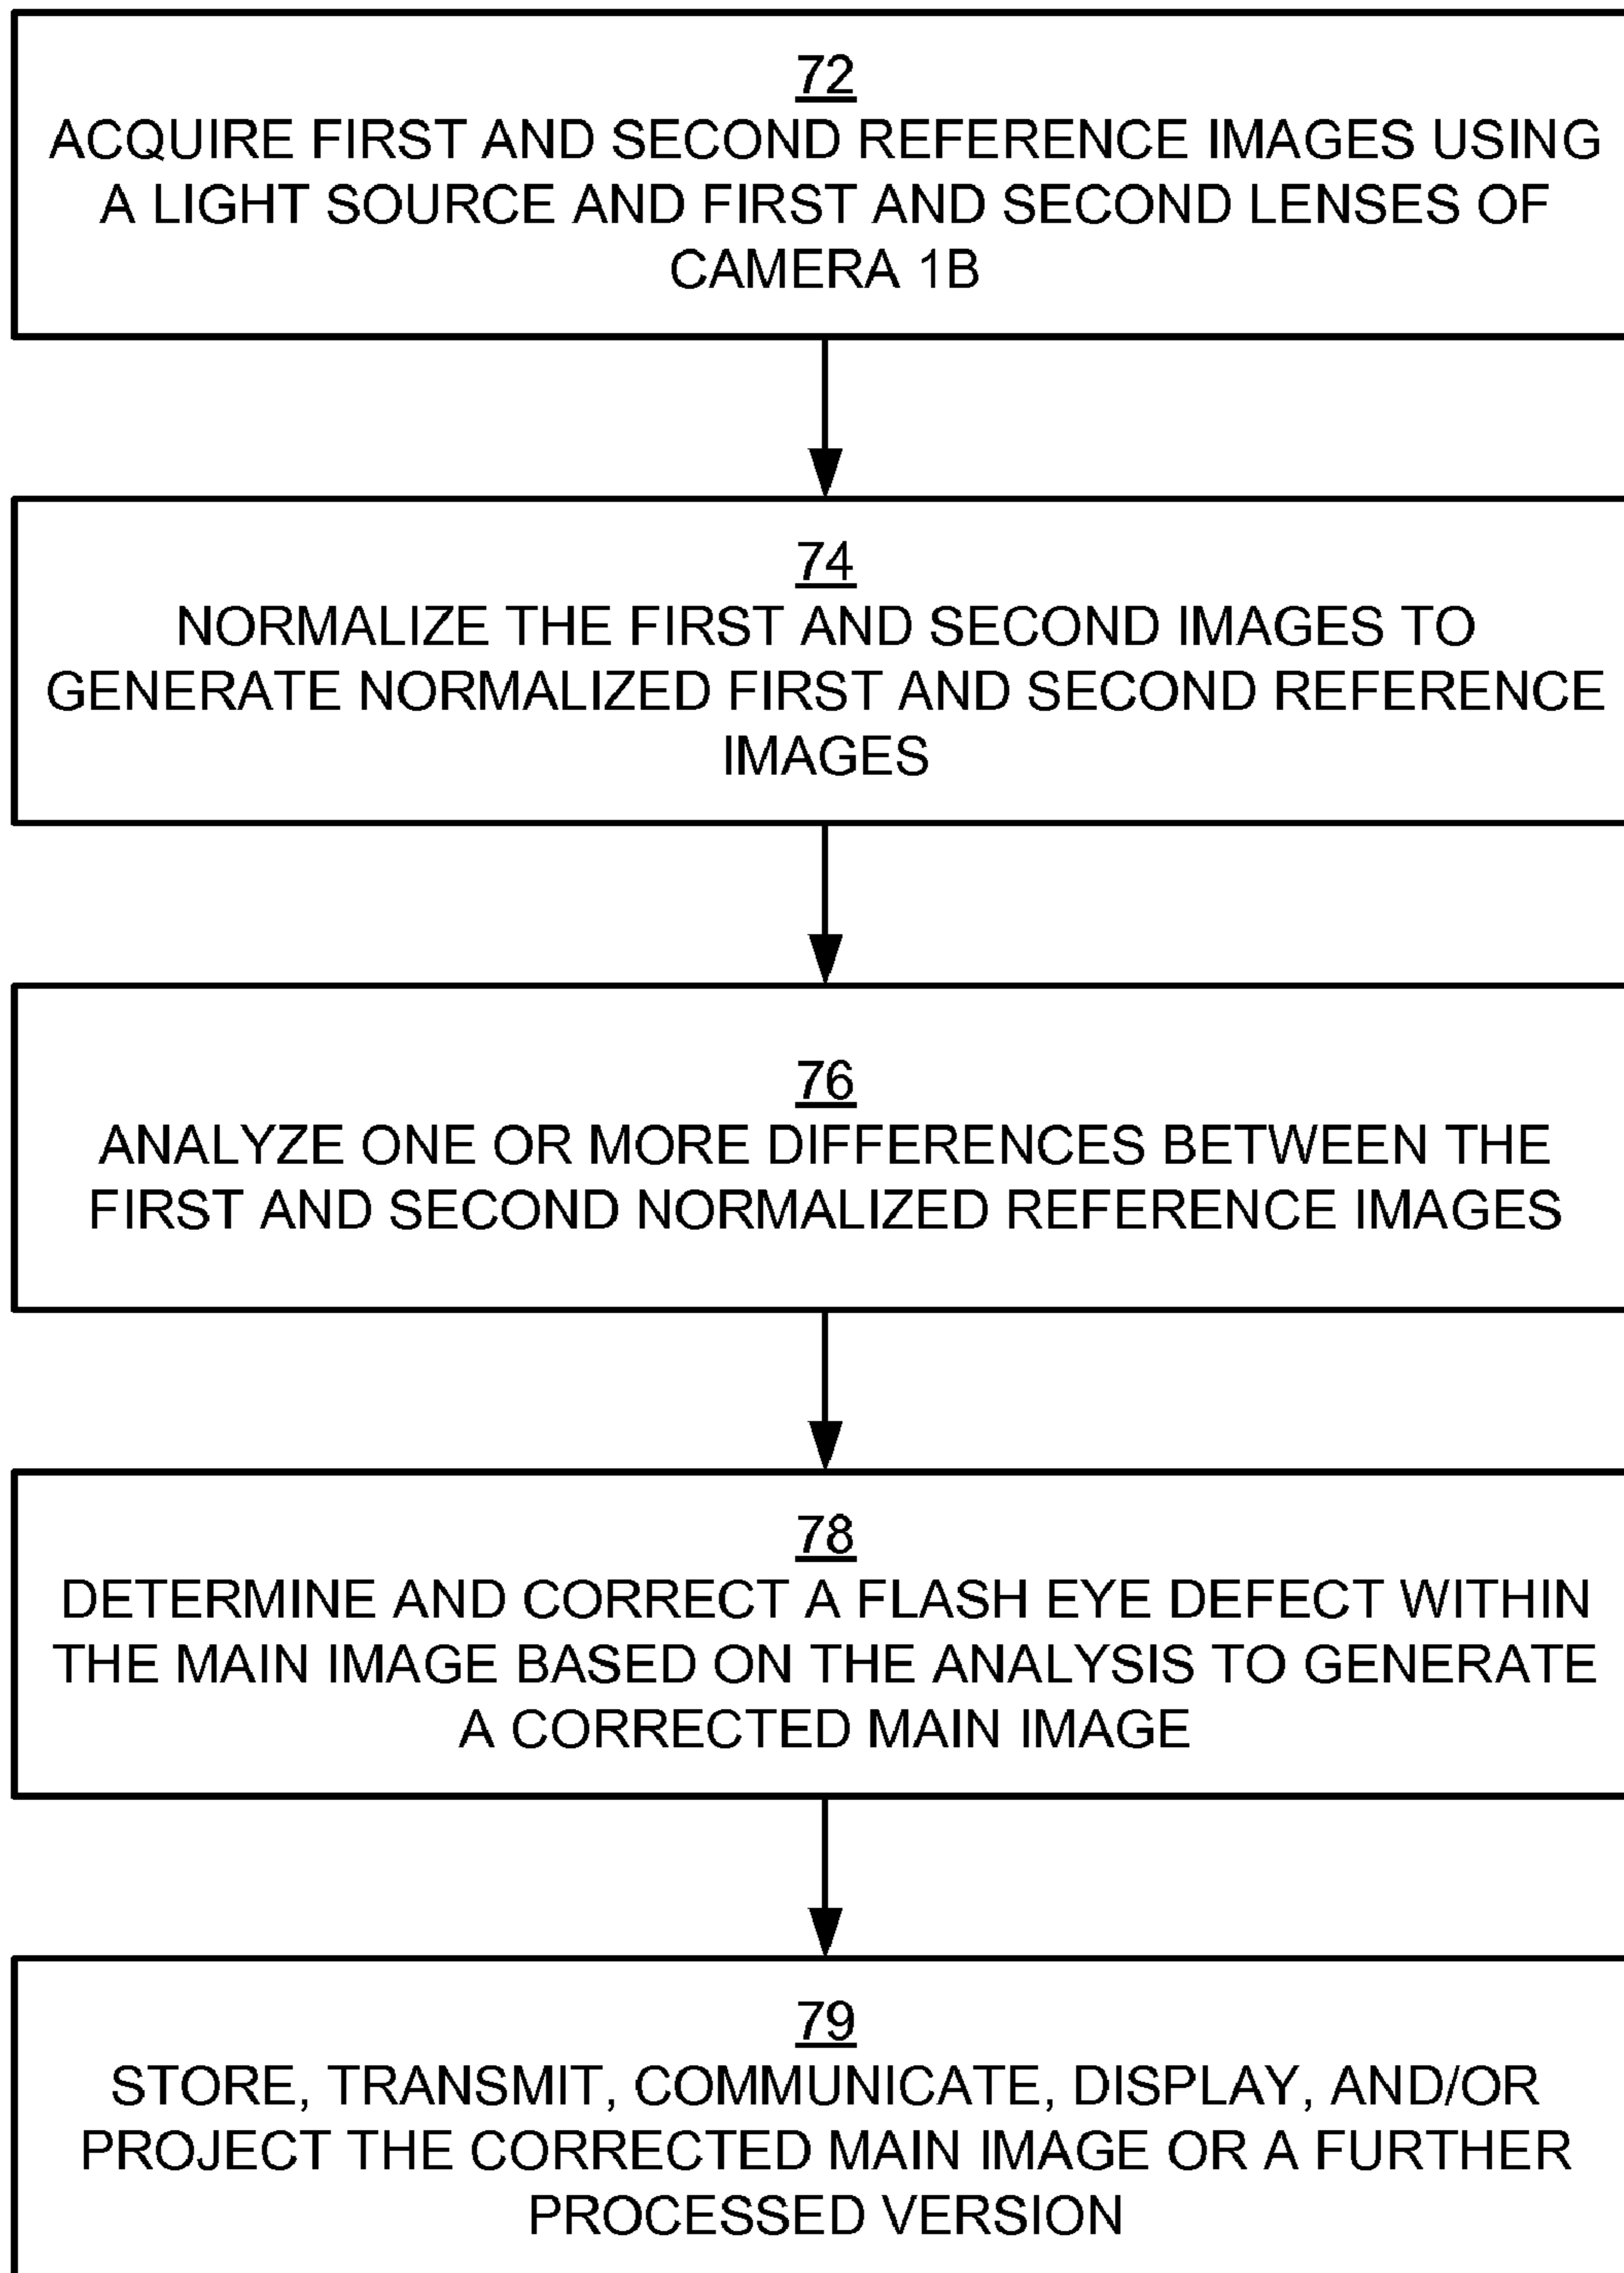 72
ACQUIRE FIRST AND SECOND REFERENCE IMAGES USING
A LIGHT SOURCE AND FIRST AND SECOND LENSES OF
CAMERA 1B
74
NORMALIZE THE FIRST AND SECOND IMAGES TO
GENERATE NORMALIZED FIRST AND SECOND REFERENCE
IMAGES
76
ANALYZE ONE OR MORE DIFFERENCES BETWEEN THE
FIRST AND SECOND NORMALIZED REFERENCE IMAGES
78
DETERMINE AND CORRECT A FLASH EYE DEFECT WITHIN
THE MAIN IMAGE BASED ON THE ANALYSIS TO GENERATE
A CORRECTED MAIN IMAGE
79
STORE, TRANSMIT, COMMUNICATE, DISPLAY, AND/OR
PROJECT THE CORRECTED MAIN IMAGE OR A FURTHER
PROCESSED VERSION